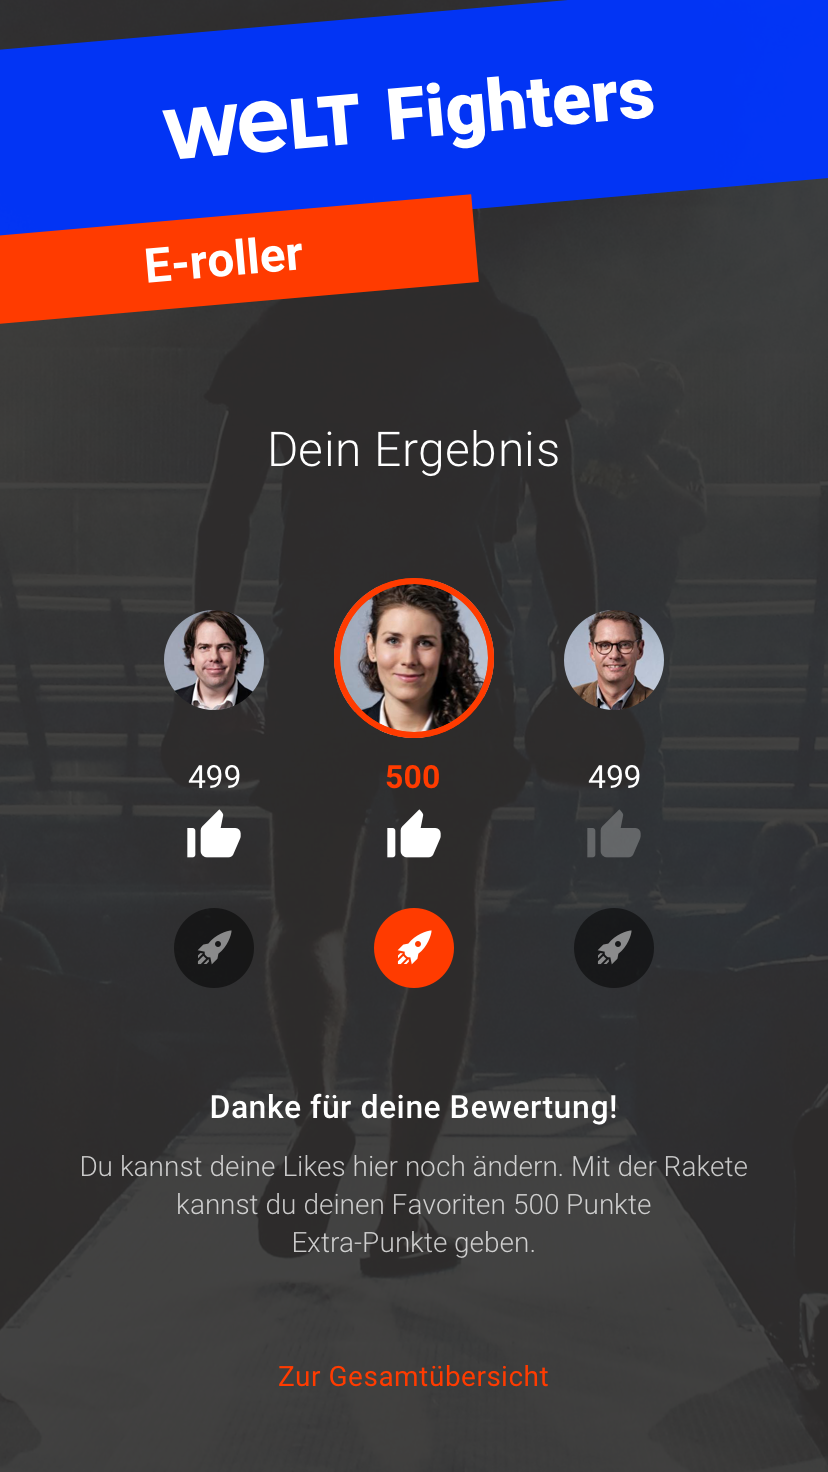 WELT Fighters
E-roller
Dein Ergebnis
499 500 499
Danke für deine Bewertung!
Du kannst deine Likes hier noch ändern. Mit der Rakete
kannst du deinen Favoriten 500 Punkte
Extra-Punkte geben.
Zur Gesamtübersicht